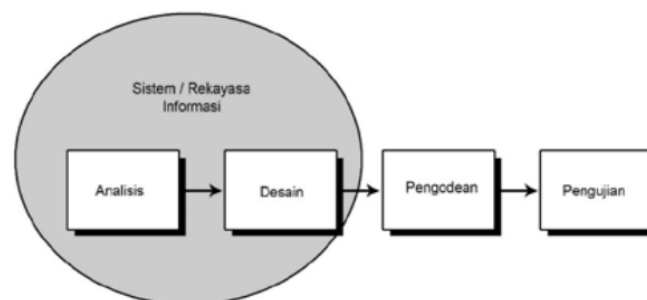 Sistem / Rekayasa
Informasi
Analisis
Desain
Pengodean
Pengujian